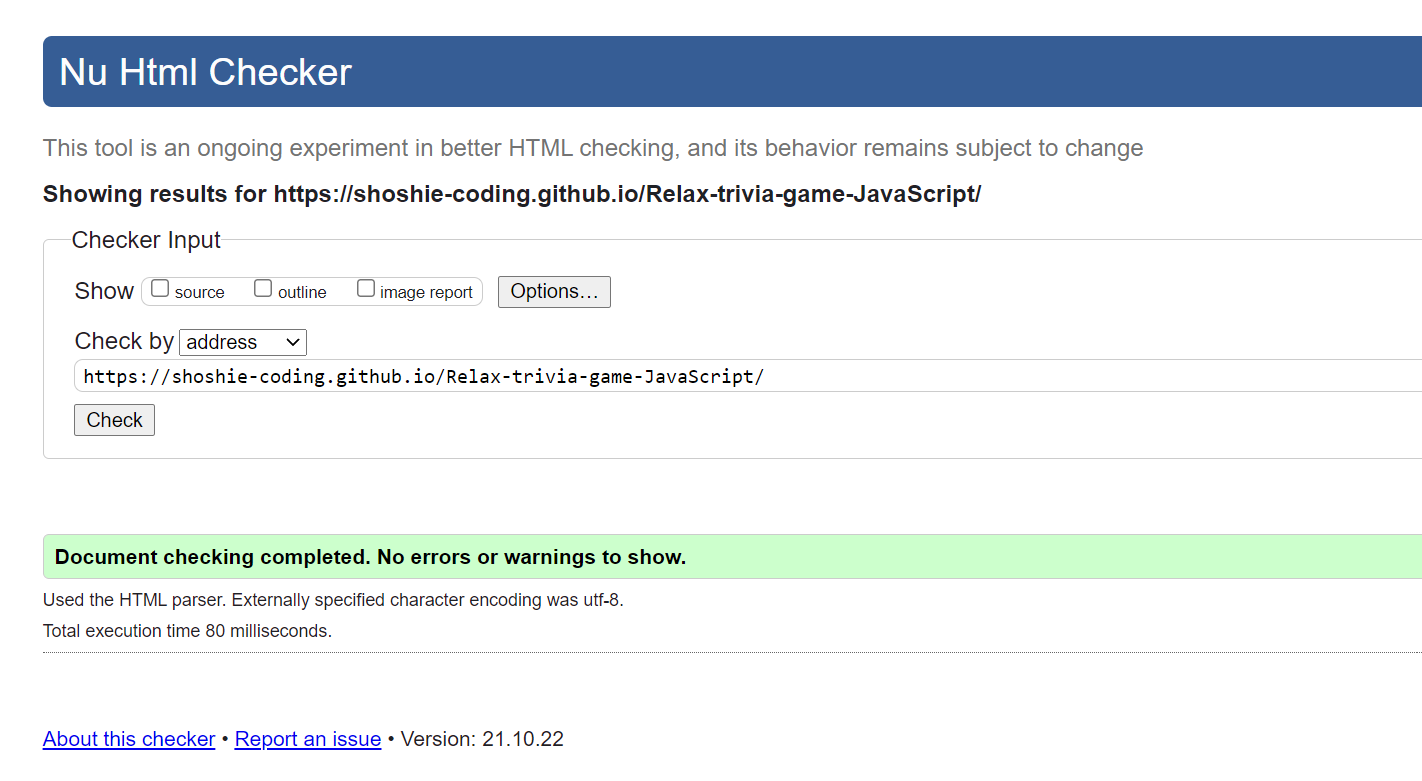 Nu Html Checker
This tool is an ongoing experiment in better HTML checking, and its behavior remains subject to change
Showing results for https://shoshie-coding.github.io/Relax-trivia-game-JavaScript/
Checker Input
Show source outline image report Options...
Check by address
https://shoshie-coding.github.io/Relax-trivia-game-JavaScript/
Check
Document checking completed. No errors or warnings to show.
Used the HTML parser. Externally specified character encoding was utf-8.
Total execution time 80 milliseconds.
About this checker • Report an issue • Version: 21.10.22